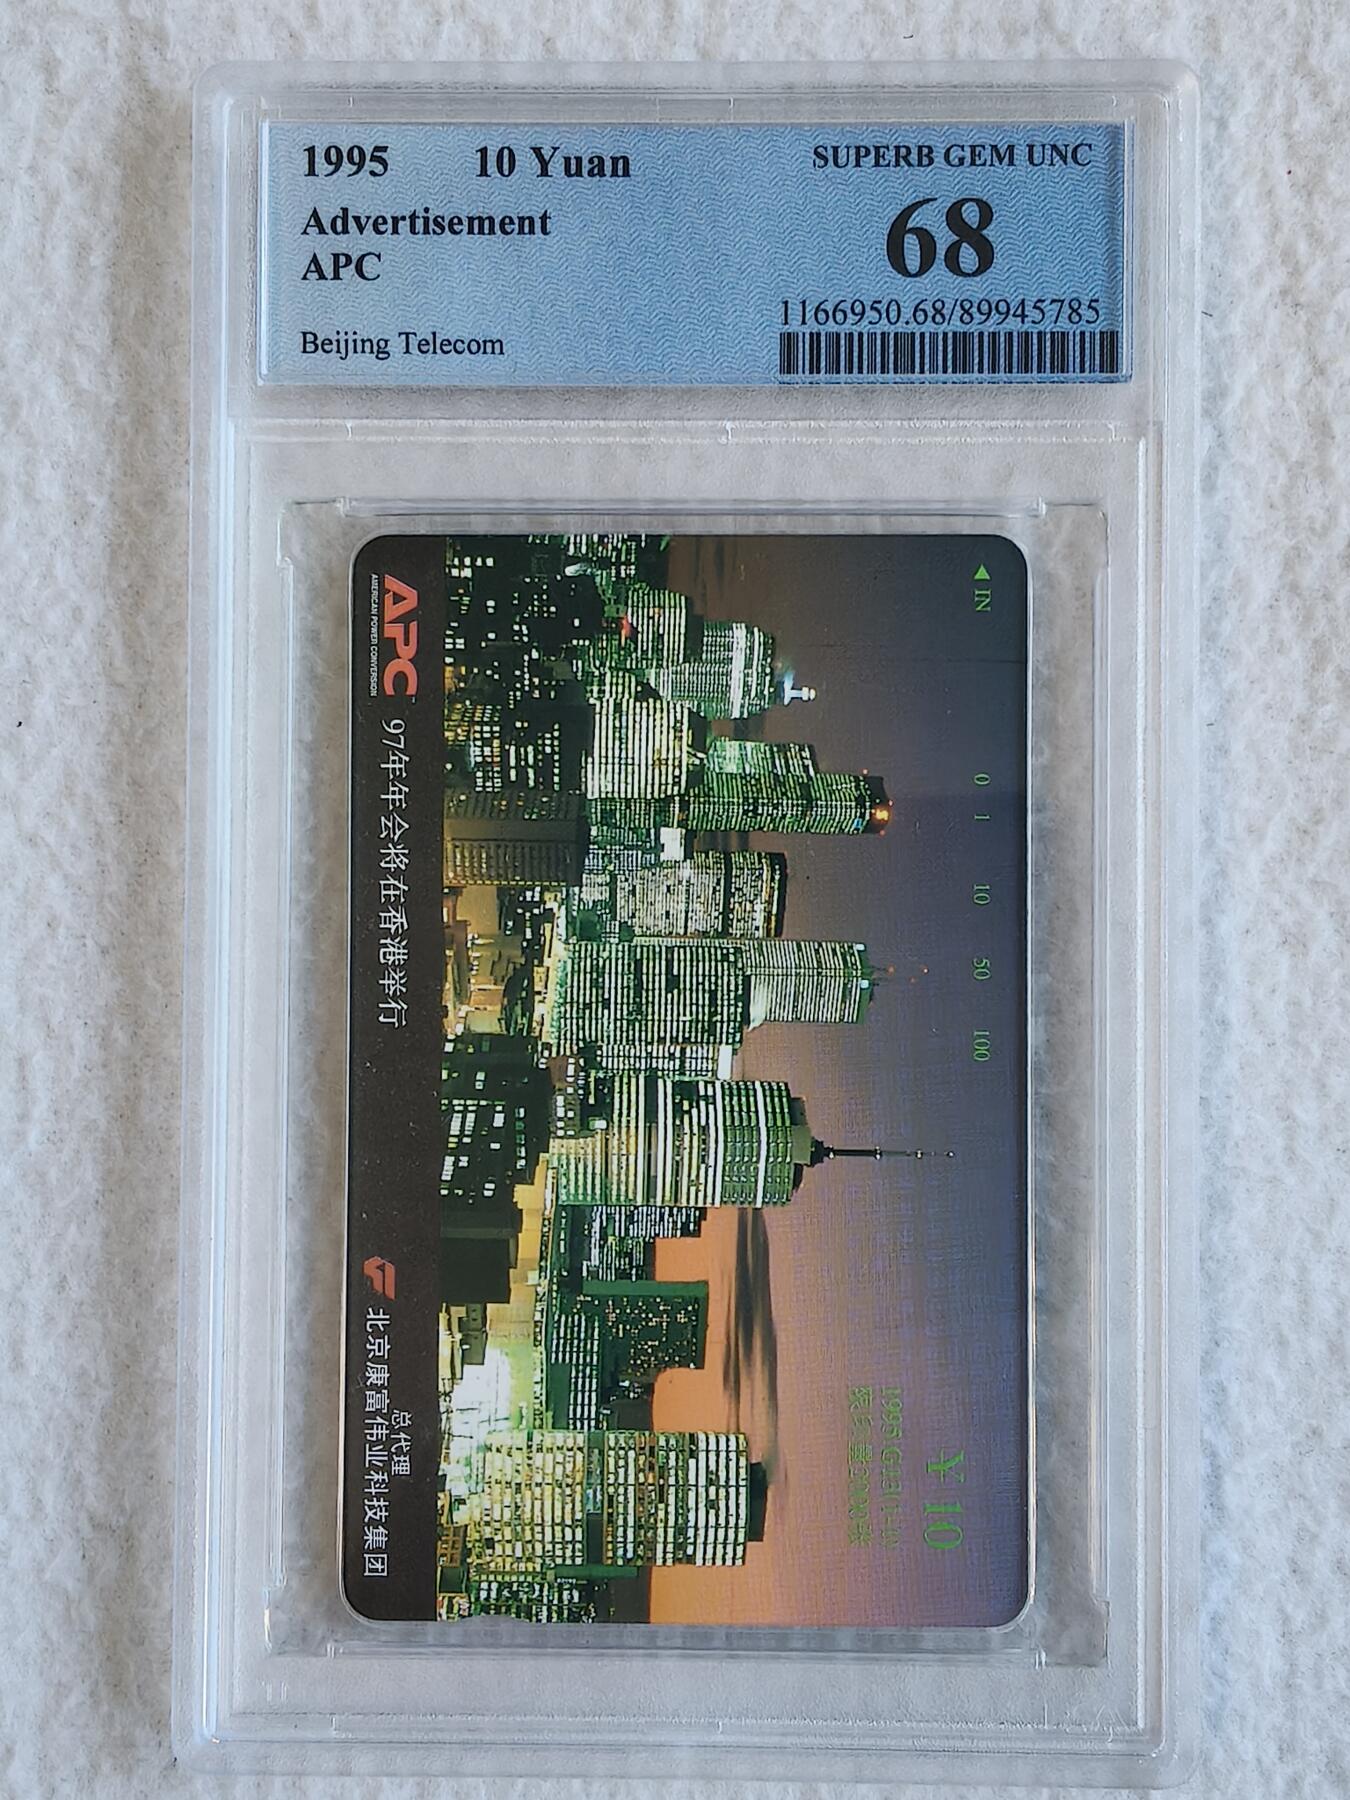 1995 10 Yuan
SUPERB GEM UNC
Advertisement
68
APC
1166950.68/89945785
Beijing Telecom
◀ IN 0 1 10 50 100
¥10
APC
AMERICAN POWER CONVERSION
97年年会将在香港举行
总代理
北京康富伟业科技集团